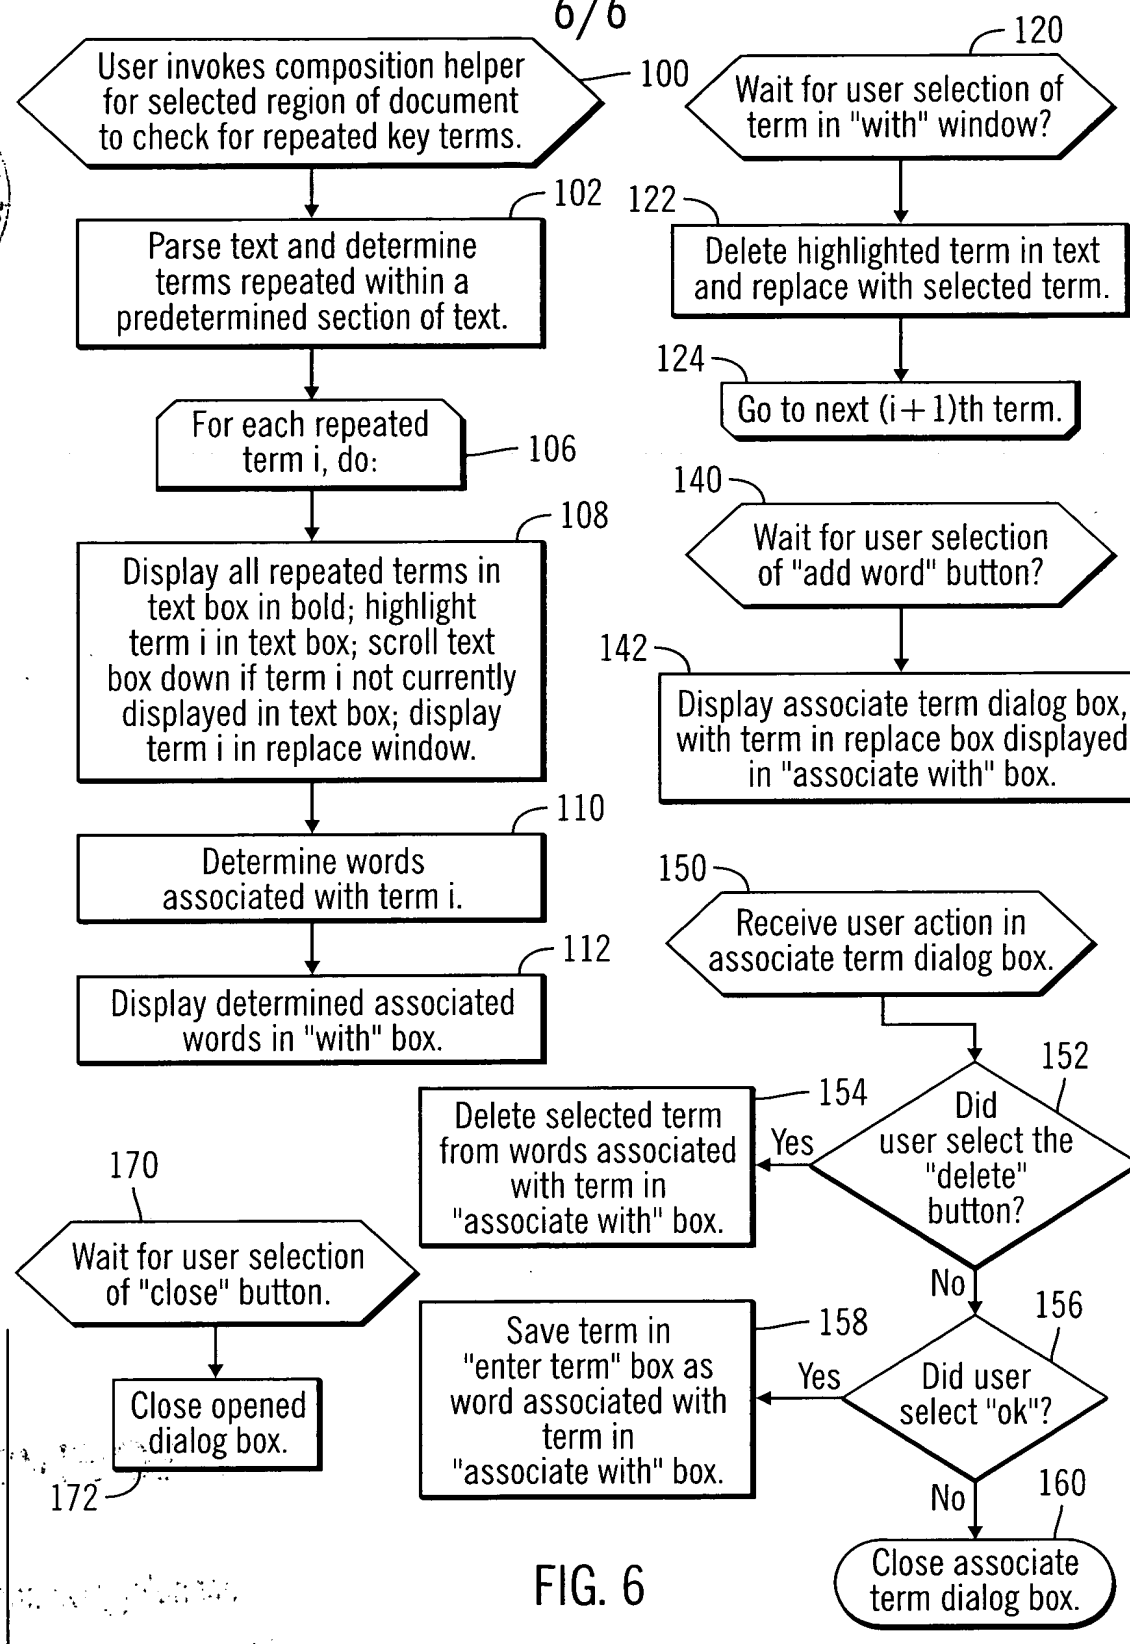 6/6
User invokes composition helper
for selected region of document
to check for repeated key terms.
100
102
Parse text and determine
terms repeated within a
predetermined section of text.
For each repeated
term i, do:
106
108
Display all repeated terms in
text box in bold; highlight
term i in text box; scroll text
box down if term i not currently
displayed in text box; display
term i in replace window.
110
Determine words
associated with term i.
112
Display determined associated
words in "with" box.
120
Wait for user selection of
term in "with" window?
122
Delete highlighted term in text
and replace with selected term.
124
Go to next (i+1)th term.
140
Wait for user selection
of "add word" button?
142
Display associate term dialog box,
with term in replace box displayed
in "associate with" box.
150
Receive user action in
associate term dialog box.
152
Did
user select the
"delete"
button?
Yes
154
Delete selected term
from words associated
with term in
"associate with" box.
No
156
Did user
select "ok"?
Yes
158
Save term in
"enter term" box as
word associated with
term in
"associate with" box.
No
160
Close associate
term dialog box.
170
Wait for user selection
of "close" button.
Close opened
dialog box.
172
FIG. 6